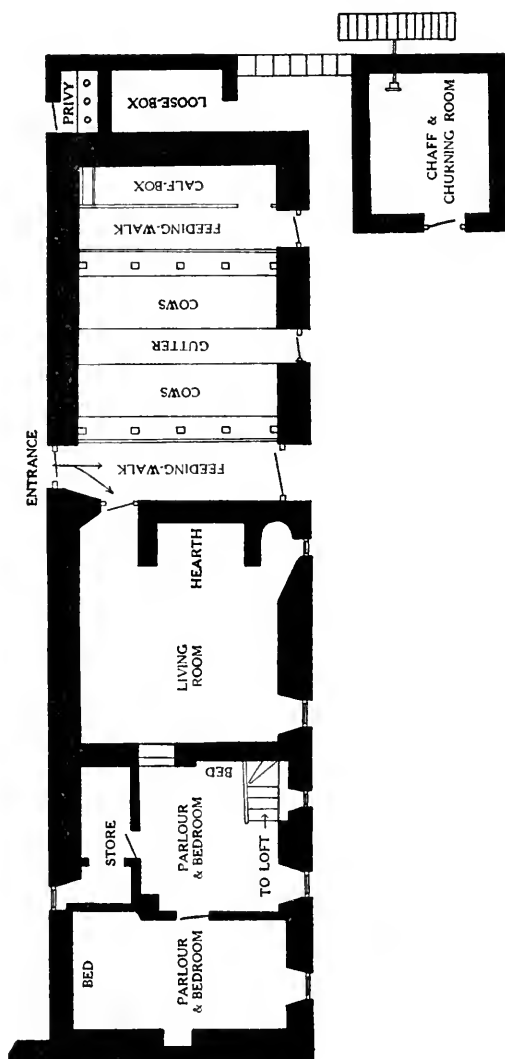 PRIVY
LOOSE-BOX
CHAFF &
CHURNING ROOM
CALF-BOX
FEEDING-WALK
COWS
GUTTER
COWS
FEEDING-WALK
ENTRANCE
HEARTH
LIVING
ROOM
BED
STORE
PARLOUR
& BEDROOM
TO LOFT →
BED
PARLOUR
& BEDROOM